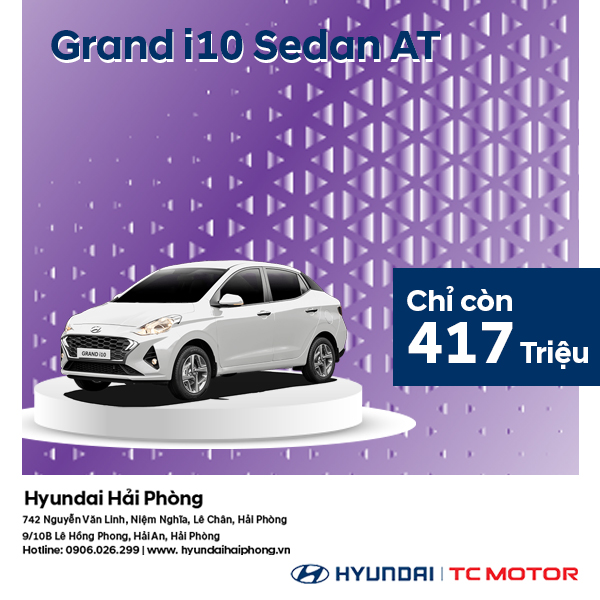 Grand i10 Sedan AT
Chỉ còn
417 Triệu
GRAND i10
Hyundai Hải Phòng
742 Nguyễn Văn Linh, Niệm Nghĩa, Lê Chân, Hải Phòng
9/10B Lê Hồng Phong, Hải An, Hải Phòng
Hotline: 0906.026.299 | www. hyundaihaiphong.vn
HYUNDAI | TC MOTOR